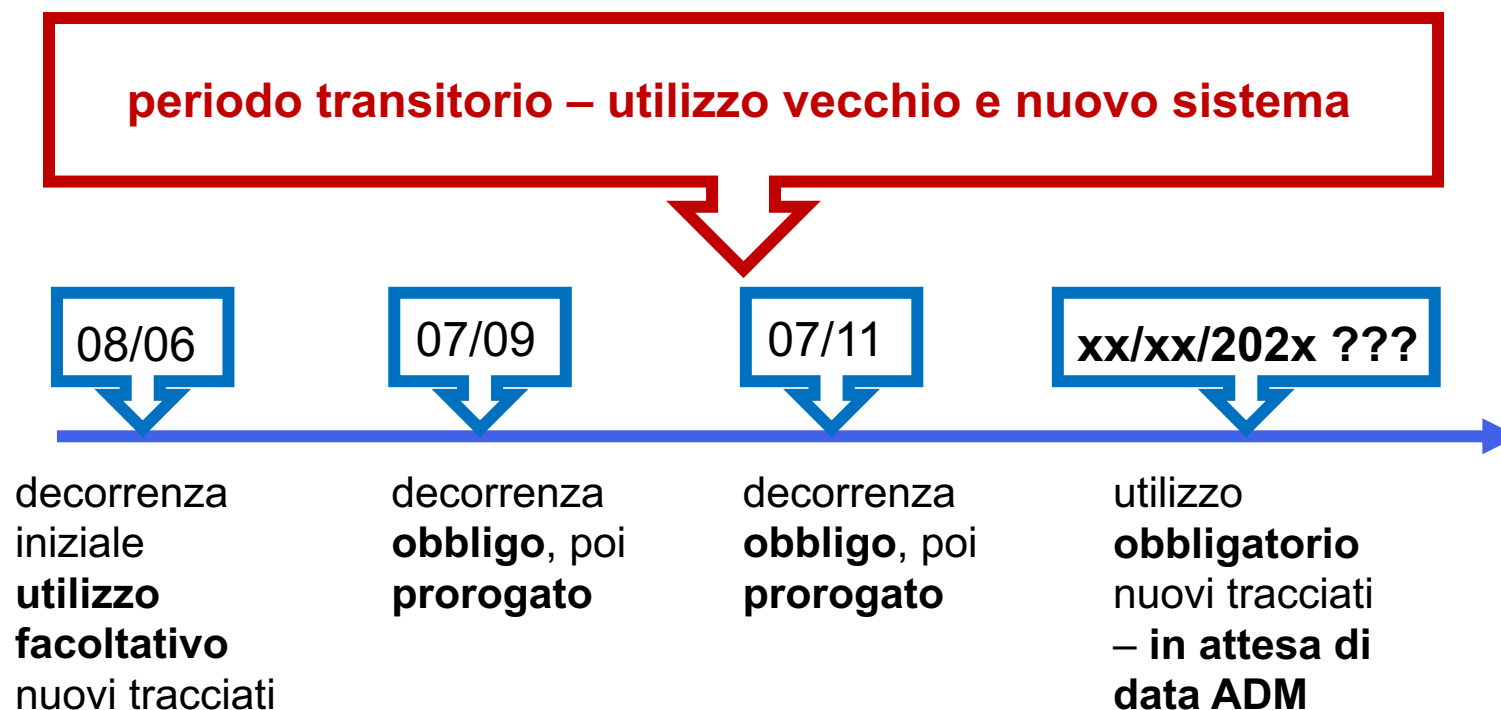 periodo transitorio – utilizzo vecchio e nuovo sistema
08/06
07/09
07/11
xx/xx/202x ???
decorrenza
iniziale
utilizzo
facoltativo
nuovi tracciati
decorrenza
obbligo, poi
prorogato
decorrenza
obbligo, poi
prorogato
utilizzo
obbligatorio
nuovi tracciati
– in attesa di
data ADM